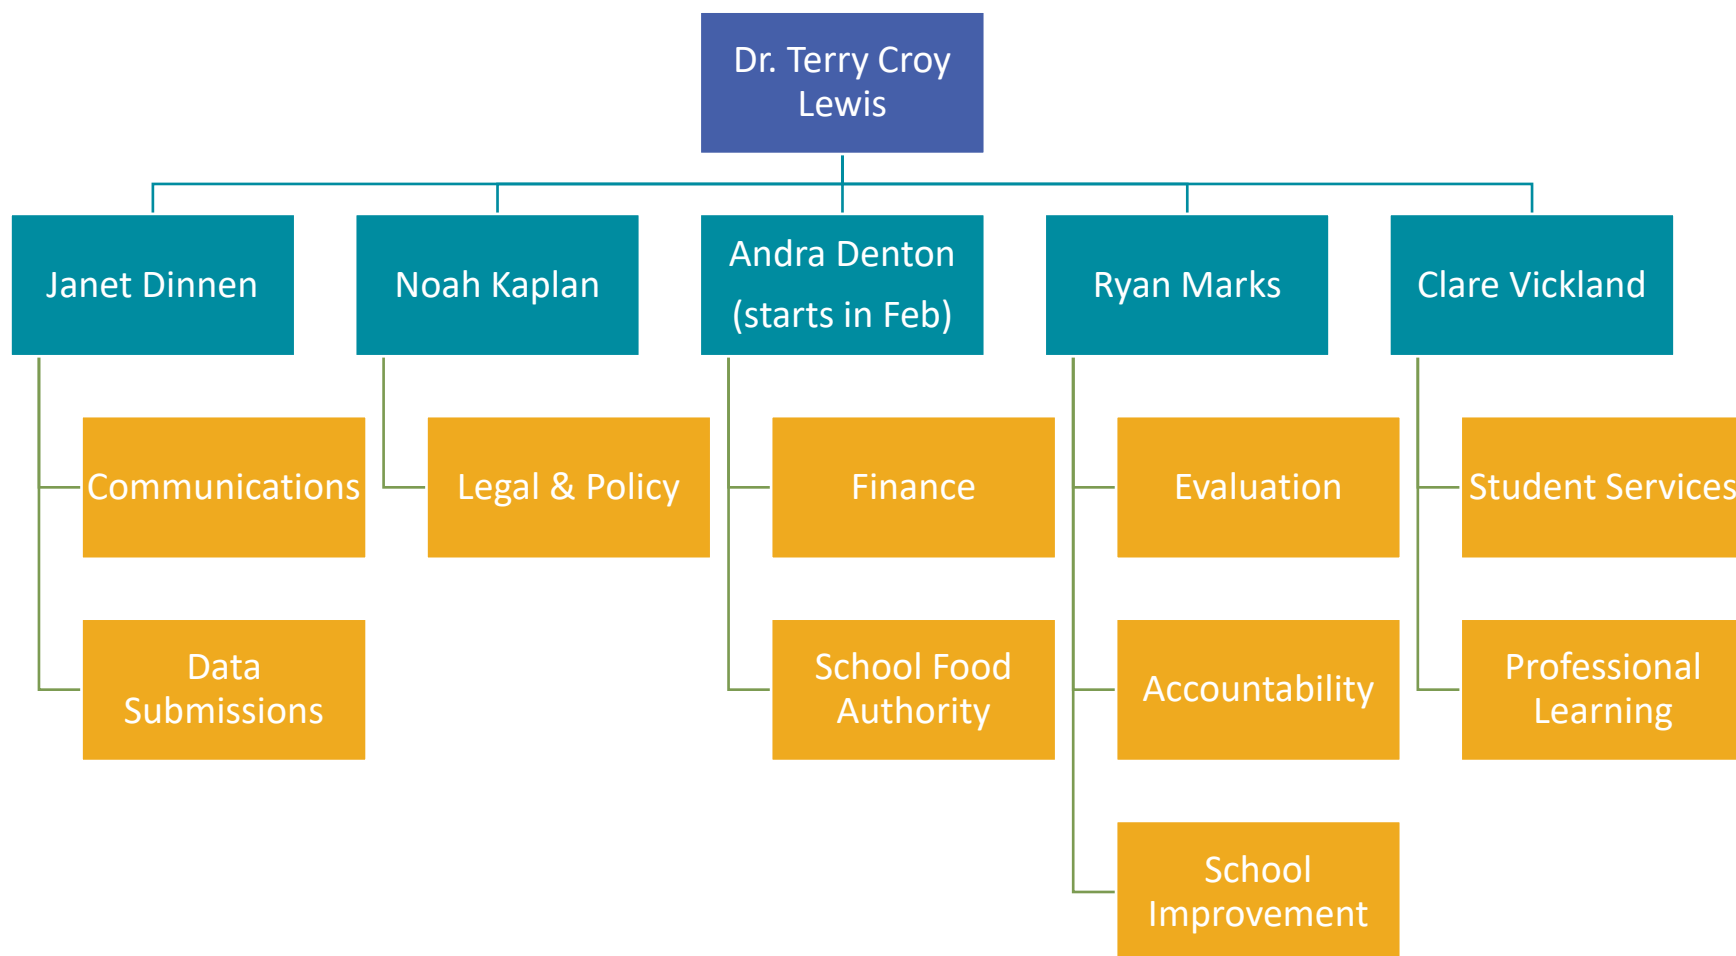 Dr. Terry Croy
Lewis
Janet Dinnen
Noah Kaplan
Andra Denton
(starts in Feb)
Ryan Marks
Clare Vickland
Communications
Legal & Policy
Finance
Evaluation
Student Services
Data
Submissions
School Food
Authority
Accountability
Professional
Learning
School
Improvement